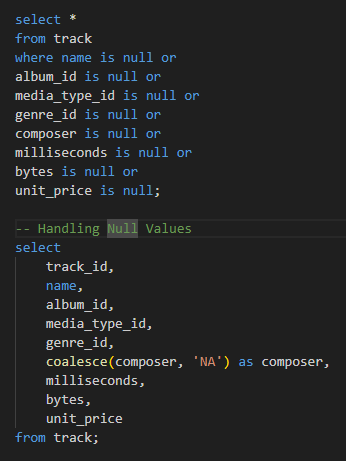 select *
from track
where name is null or
album_id is null or
media_type_id is null or
genre_id is null or
composer is null or
milliseconds is null or
bytes is null or
unit_price is null;
-- Handling Null Values
select
    track_id,
    name,
    album_id,
    media_type_id,
    genre_id,
    coalesce(composer, 'NA') as composer,
    milliseconds,
    bytes,
    unit_price
from track;